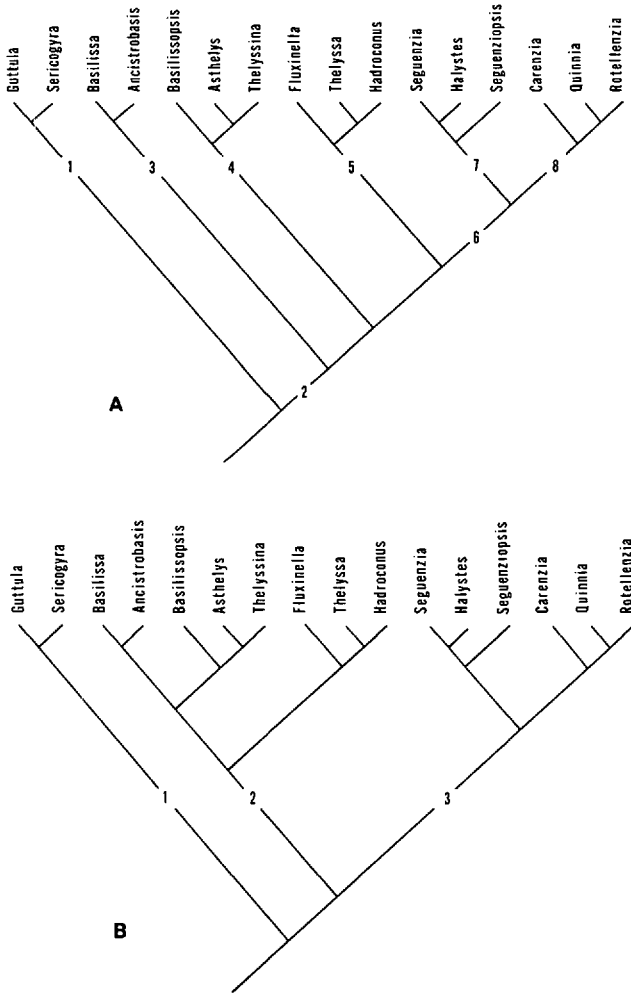 Guttula
Sericogyra
Basilissa
Ancistrobasis
Basilissopsis
Asthelys
Thelyssina
Fluxinella
Thelyssa
Hadroconus
Seguenzia
Halystes
Seguenziopsis
Carenzia
Quinnia
Rotellenzia
1
3
4
5
7
8
6
2
A
Guttula
Sericogyra
Basilissa
Ancistrobasis
Basilissopsis
Asthelys
Thelyssina
Fluxinella
Thelyssa
Hadroconus
Seguenzia
Halystes
Seguenziopsis
Carenzia
Quinnia
Rotellenzia
1
2
3
B